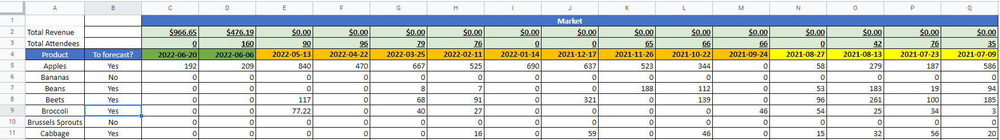 A B C D E F G H I J K L M N O P Q
1 Market
2 Total Revenue $966.65 $476.19 $0.00 $0.00 $0.00 $0.00 $0.00 $0.00 $0.00 $0.00 $0.00 $0.00 $0.00 $0.00 $0.00
3 Total Attendees 0 160 90 96 79 76 0 0 65 66 66 0 42 76 35
4 Product To forecast? 2022-06-20 2022-06-06 2022-05-13 2022-04-22 2022-03-25 2022-02-11 2022-01-14 2021-12-17 2021-11-26 2021-10-22 2021-09-24 2021-08-27 2021-08-13 2021-07-23 2021-07-09
5 Apples Yes 192 209 840 470 667 525 690 637 523 344 0 58 279 187 586
6 Bananas No 0 0 0 0 0 0 0 0 0 0 0 0 0 0 0
7 Beans Yes 0 0 0 0 8 7 0 0 188 112 0 53 183 19 94
8 Beets Yes 0 0 117 0 68 91 0 321 0 139 0 96 261 100 185
9 Broccoli Yes 0 0 77.22 0 40 27 0 0 0 0 46 54 25 34 3
10 Brussels Sprouts No 0 0 0 0 0 0 0 0 0 0 0 0 0 0 0
11 Cabbage Yes 0 0 0 0 0 16 0 59 0 46 0 15 32 56 20